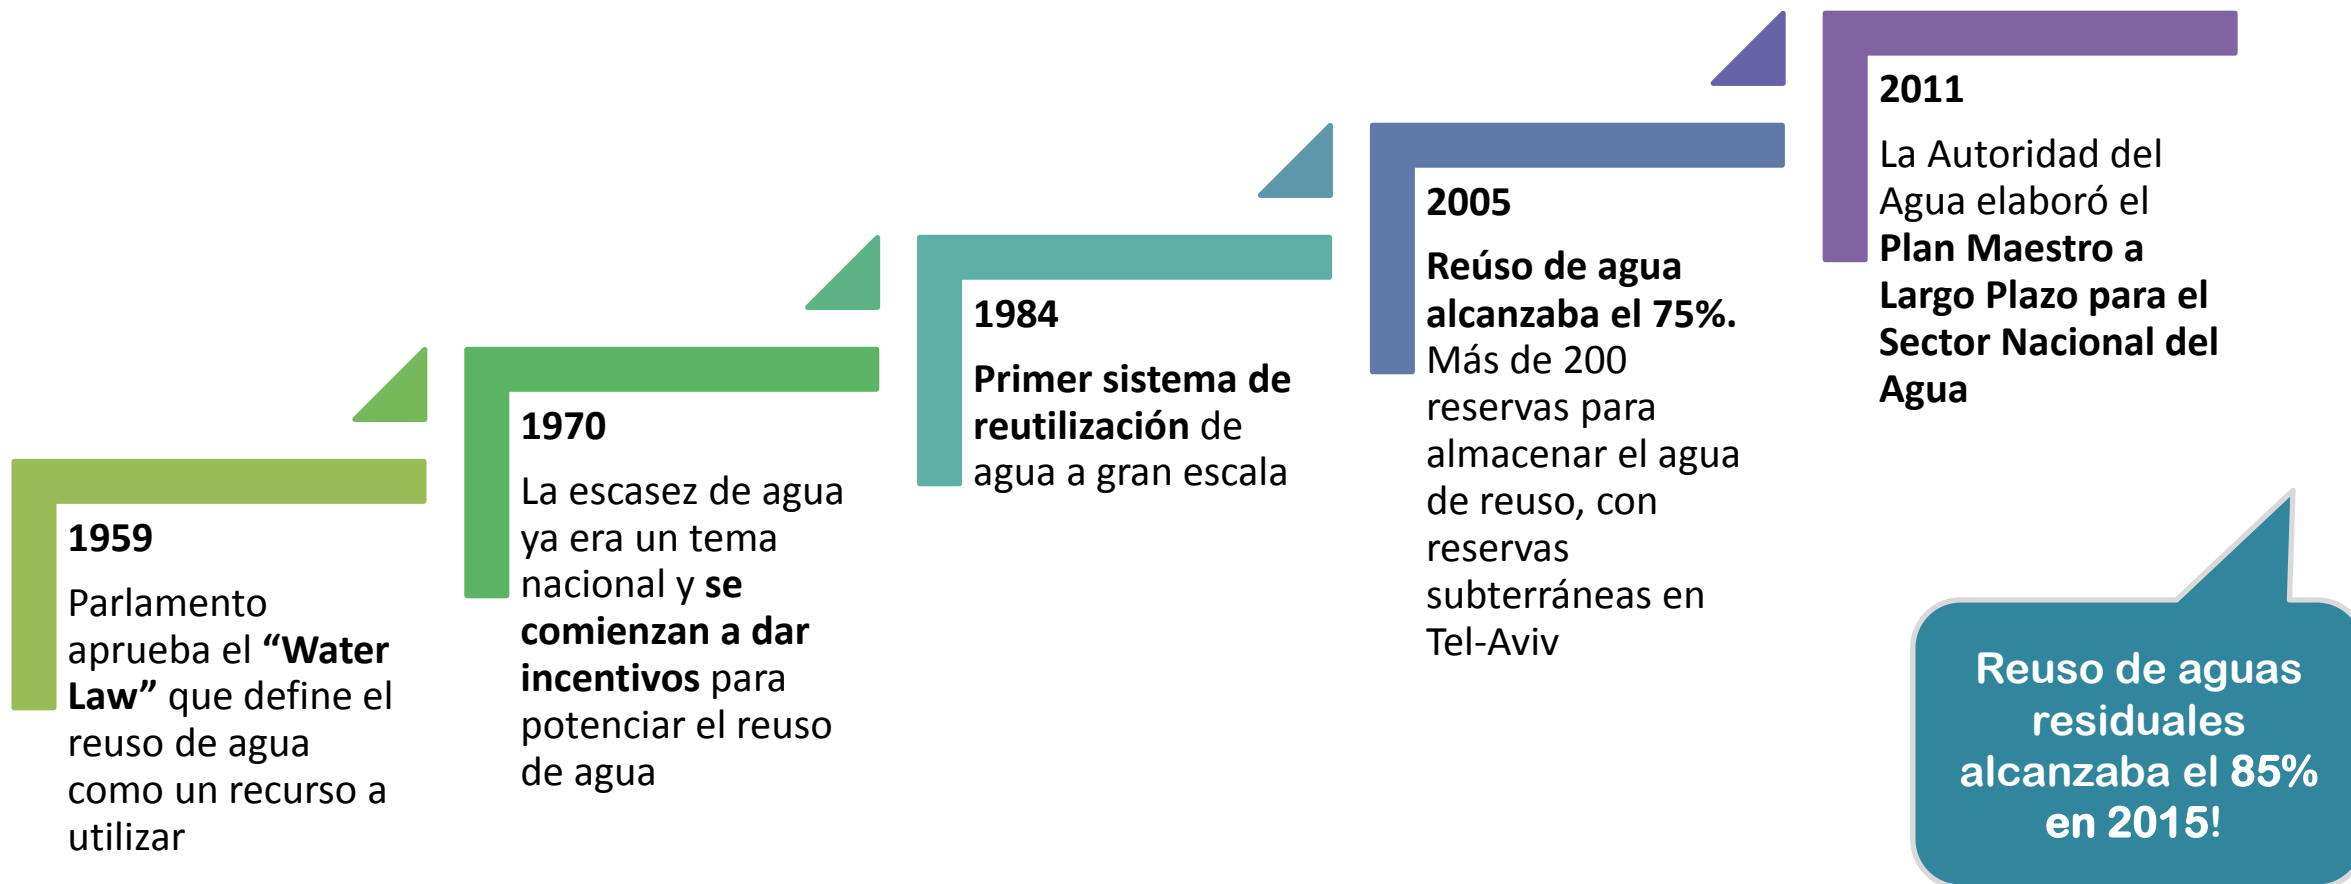 1959
Parlamento
aprueba el “Water
Law” que define el
reuso de agua
como un recurso a
utilizar
1970
La escasez de agua
ya era un tema
nacional y se
comienzan a dar
incentivos para
potenciar el reuso
de agua
1984
Primer sistema de
reutilización de
agua a gran escala
2005
Reúso de agua
alcanzaba el 75%.
Más de 200
reservas para
almacenar el agua
de reuso, con
reservas
subterráneas en
Tel-Aviv
2011
La Autoridad del
Agua elaboró el
Plan Maestro a
Largo Plazo para el
Sector Nacional del
Agua
Reuso de aguas
residuales
alcanzaba el 85%
en 2015!